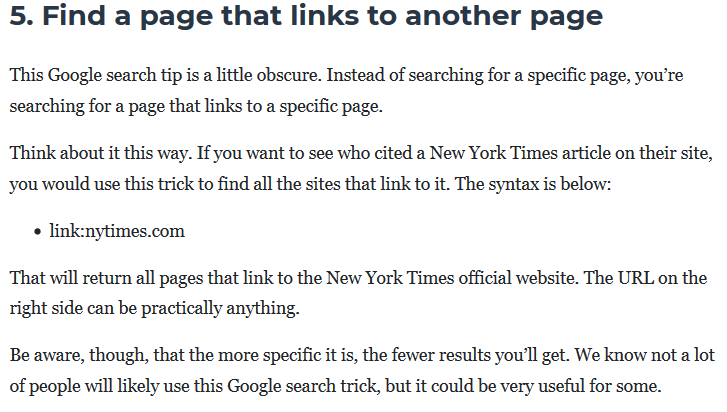 5. Find a page that links to another page
This Google search tip is a little obscure. Instead of searching for a specific page, you’re
searching for a page that links to a specific page.
Think about it this way. If you want to see who cited a New York Times article on their site,
you would use this trick to find all the sites that link to it. The syntax is below:
• link:nytimes.com
That will return all pages that link to the New York Times official website. The URL on the
right side can be practically anything.
Be aware, though, that the more specific it is, the fewer results you’ll get. We know not a lot
of people will likely use this Google search trick, but it could be very useful for some.